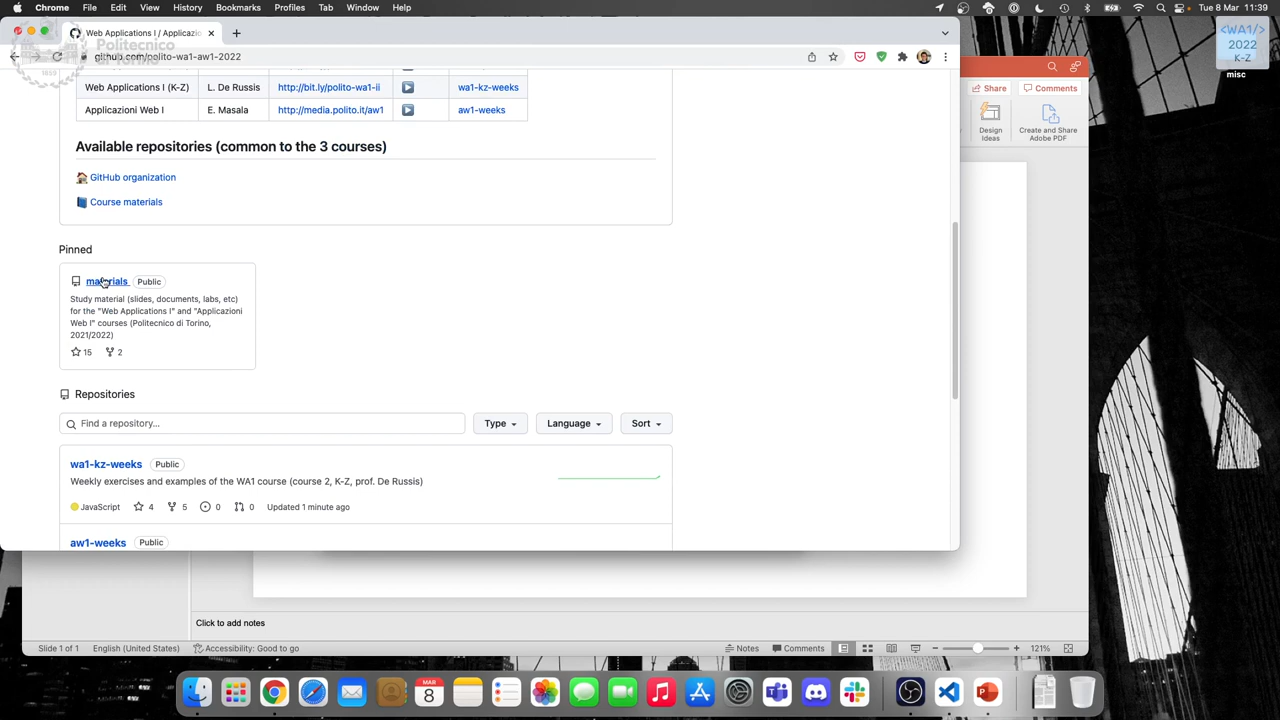 Chrome File Edit View History Bookmarks Profiles Tab Window Help Tue 8 Mar 11:39
Web Applications I / Applicazio
Politecnico
di Torino
1859
github.com/polito-wa1-aw1-2022
<WA1/>
2022
K-Z
misc
Share Comments
Design
Ideas
Create and Share
Adobe PDF
Web Applications I (K-Z) L. De Russis http://bit.ly/polito-wa1-ii wa1-kz-weeks
Applicazioni Web I E. Masala http://media.polito.it/aw1 aw1-weeks
Available repositories (common to the 3 courses)
GitHub organization
Course materials
Pinned
materials Public
Study material (slides, documents, labs, etc)
for the "Web Applications I" and "Applicazioni
Web I" courses (Politecnico di Torino,
2021/2022)
15 2
Repositories
Find a repository... Type Language Sort
wa1-kz-weeks Public
Weekly exercises and examples of the WA1 course (course 2, K-Z, prof. De Russis)
JavaScript 4 5 0 0 Updated 1 minute ago
aw1-weeks Public
Click to add notes
Slide 1 of 1 English (United States) Accessibility: Good to go Notes Comments 121%
MAR
8